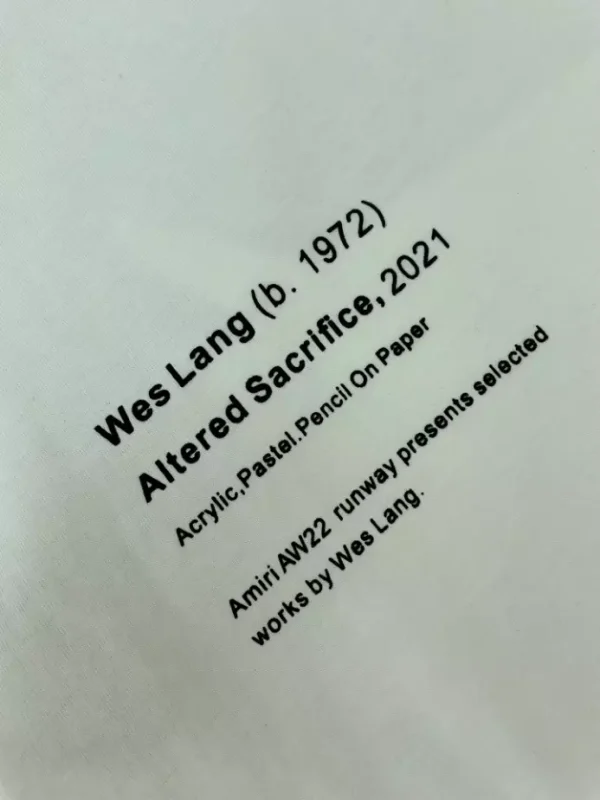 Wes Lang (b. 1972)
Altered Sacrifice, 2021
Acrylic,Pastel.Pencil On Paper
Amiri AW22 runway presents selected
works by Wes Lang.